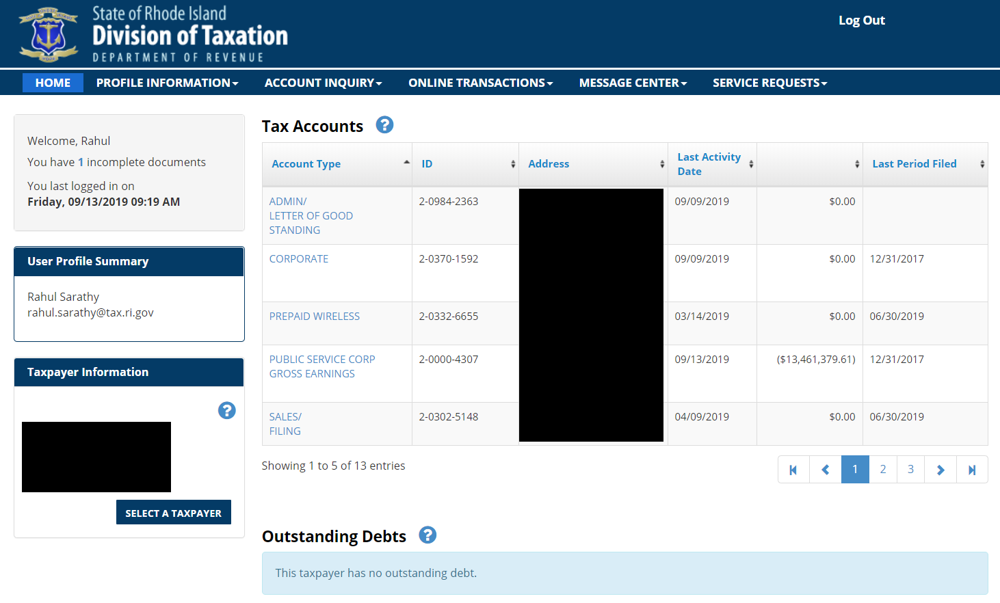 State of Rhode Island
Division of Taxation
DEPARTMENT OF REVENUE
Log Out
HOME PROFILE INFORMATION ACCOUNT INQUIRY ONLINE TRANSACTIONS MESSAGE CENTER SERVICE REQUESTS
Welcome, Rahul
You have 1 incomplete documents
You last logged in on
Friday, 09/13/2019 09:19 AM
User Profile Summary
Rahul Sarathy
rahul.sarathy@tax.ri.gov
Taxpayer Information
?
SELECT A TAXPAYER
Tax Accounts ?
Account Type ID Address Last Activity Date Last Period Filed
ADMIN/ 2-0984-2363 09/09/2019 $0.00
LETTER OF GOOD
STANDING
CORPORATE 2-0370-1592 09/09/2019 $0.00 12/31/2017
PREPAID WIRELESS 2-0332-6655 03/14/2019 $0.00 06/30/2019
PUBLIC SERVICE CORP 2-0000-4307 09/13/2019 ($13,461,379.61) 12/31/2017
GROSS EARNINGS
SALES/ 2-0302-5148 04/09/2019 $0.00 06/30/2019
FILING
Showing 1 to 5 of 13 entries
1 2 3
Outstanding Debts ?
This taxpayer has no outstanding debt.